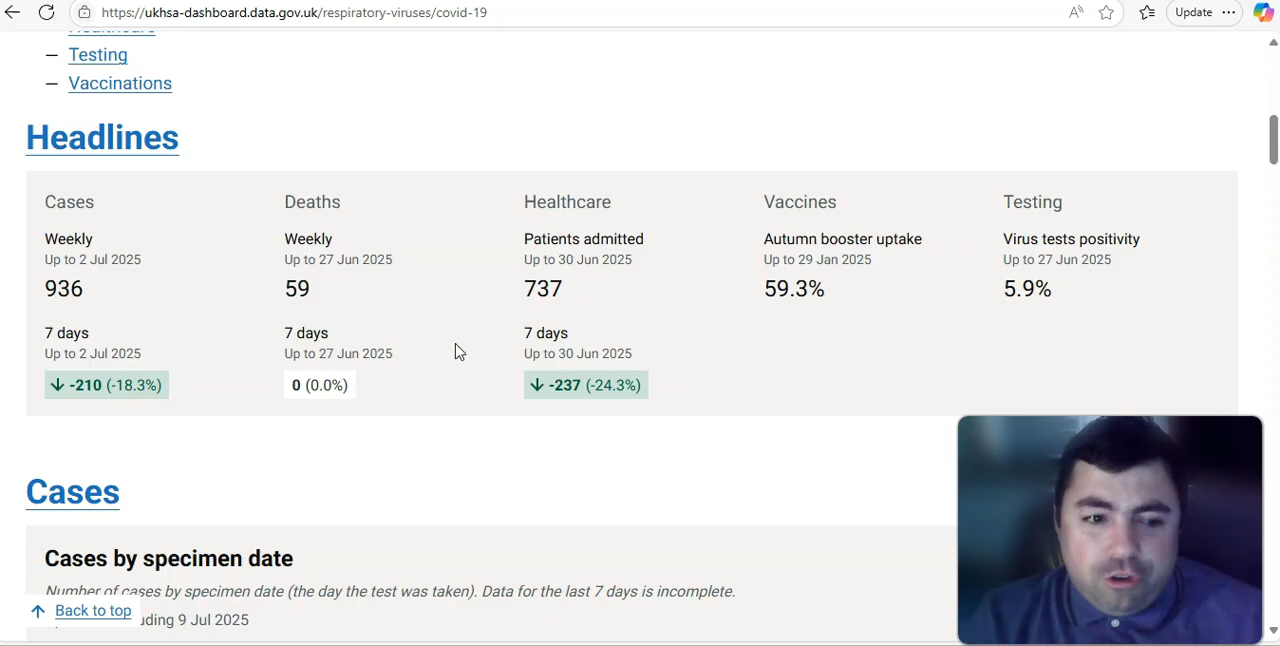 https://ukhsa-dashboard.data.gov.uk/respiratory-viruses/covid-19
Update
Healthcare
Testing
Vaccinations
Headlines
Cases
Weekly
Up to 2 Jul 2025
936
7 days
Up to 2 Jul 2025
-210 (-18.3%)
Deaths
Weekly
Up to 27 Jun 2025
59
7 days
Up to 27 Jun 2025
0 (0.0%)
Healthcare
Patients admitted
Up to 30 Jun 2025
737
7 days
Up to 30 Jun 2025
-237 (-24.3%)
Vaccines
Autumn booster uptake
Up to 29 Jan 2025
59.3%
Testing
Virus tests positivity
Up to 27 Jun 2025
5.9%
Cases
Cases by specimen date
Number of cases by specimen date (the day the test was taken). Data for the last 7 days is incomplete.
Back to top
uding 9 Jul 2025